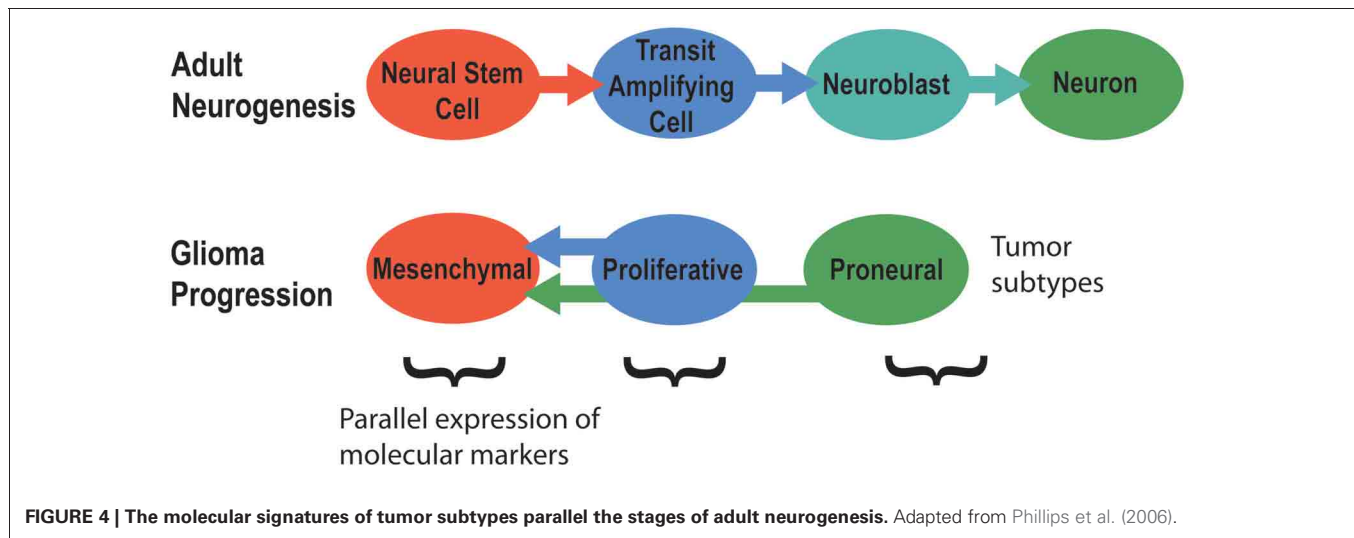 Adult
Neurogenesis
Neural Stem
Cell
Transit
Amplifying
Cell
Neuroblast
Neuron
Glioma
Progression
Mesenchymal
Proliferative
Proneural
Tumor
subtypes
Parallel expression of
molecular markers
FIGURE 4 | The molecular signatures of tumor subtypes parallel the stages of adult neurogenesis. Adapted from Phillips et al. (2006).